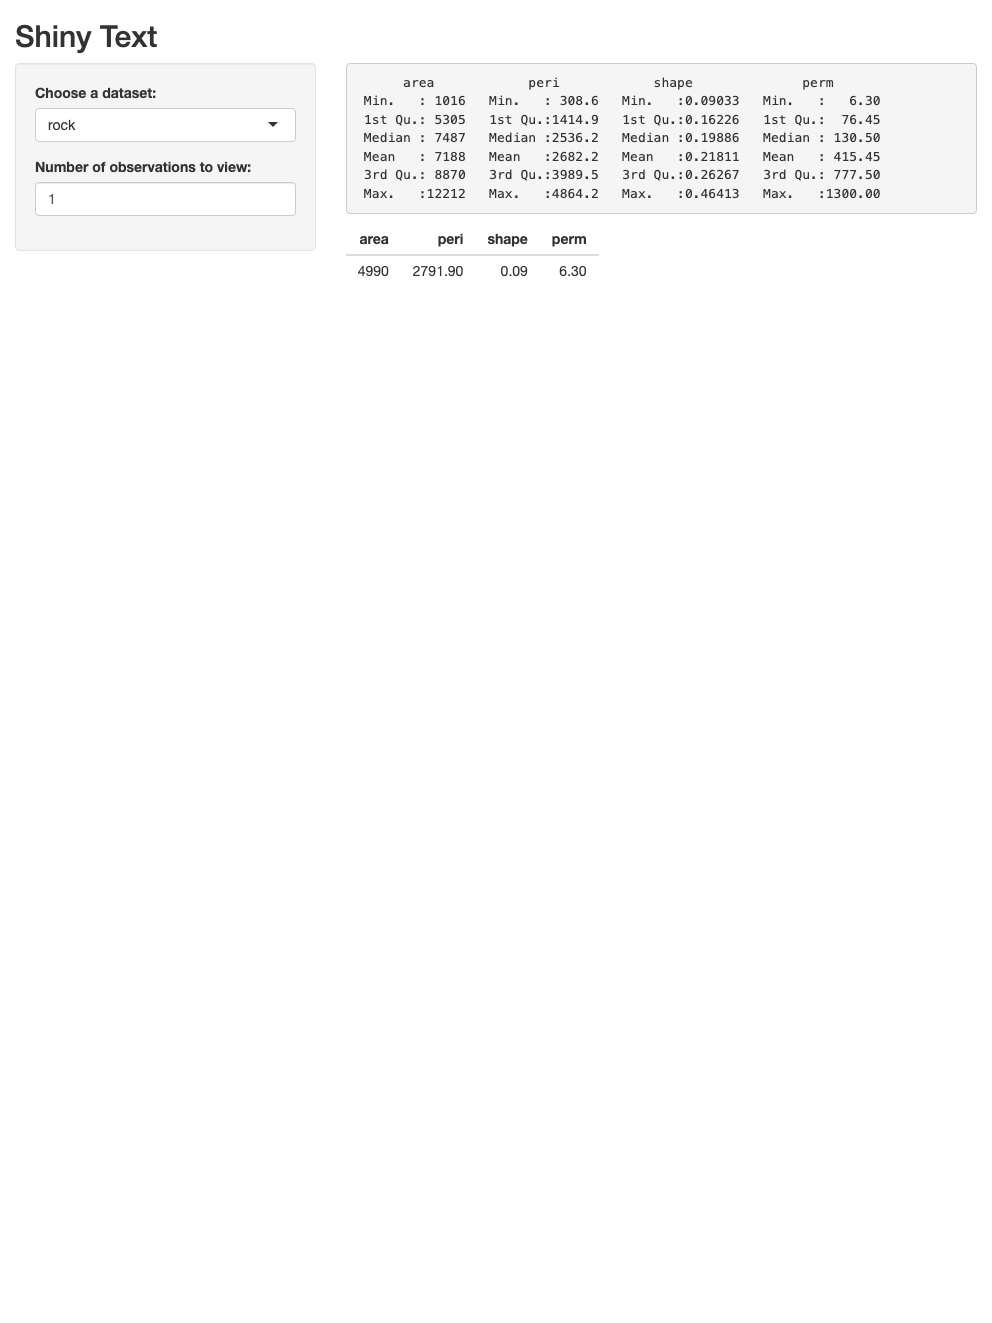 Shiny Text
Choose a dataset:
rock
Number of observations to view:
1
     area            peri           shape              perm
Min.   : 1016   Min.   : 308.6   Min.   :0.09033   Min.   :   6.30
1st Qu.: 5305   1st Qu.:1414.9   1st Qu.:0.16226   1st Qu.:  76.45
Median : 7487   Median :2536.2   Median :0.19886   Median : 130.50
Mean   : 7188   Mean   :2682.2   Mean   :0.21811   Mean   : 415.45
3rd Qu.: 8870   3rd Qu.:3989.5   3rd Qu.:0.26267   3rd Qu.: 777.50
Max.   :12212   Max.   :4864.2   Max.   :0.46413   Max.   :1300.00
area peri shape perm
4990 2791.90 0.09 6.30